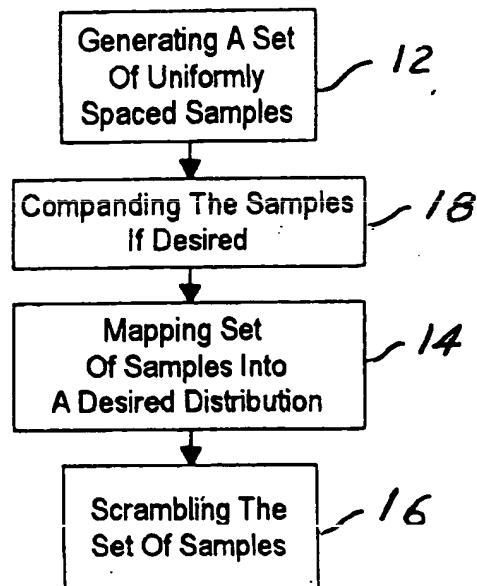 Generating A Set
Of Uniformly
Spaced Samples
12
Companding The Samples
If Desired
18
Mapping Set
Of Samples Into
A Desired Distribution
14
Scrambling The
Set Of Samples
16